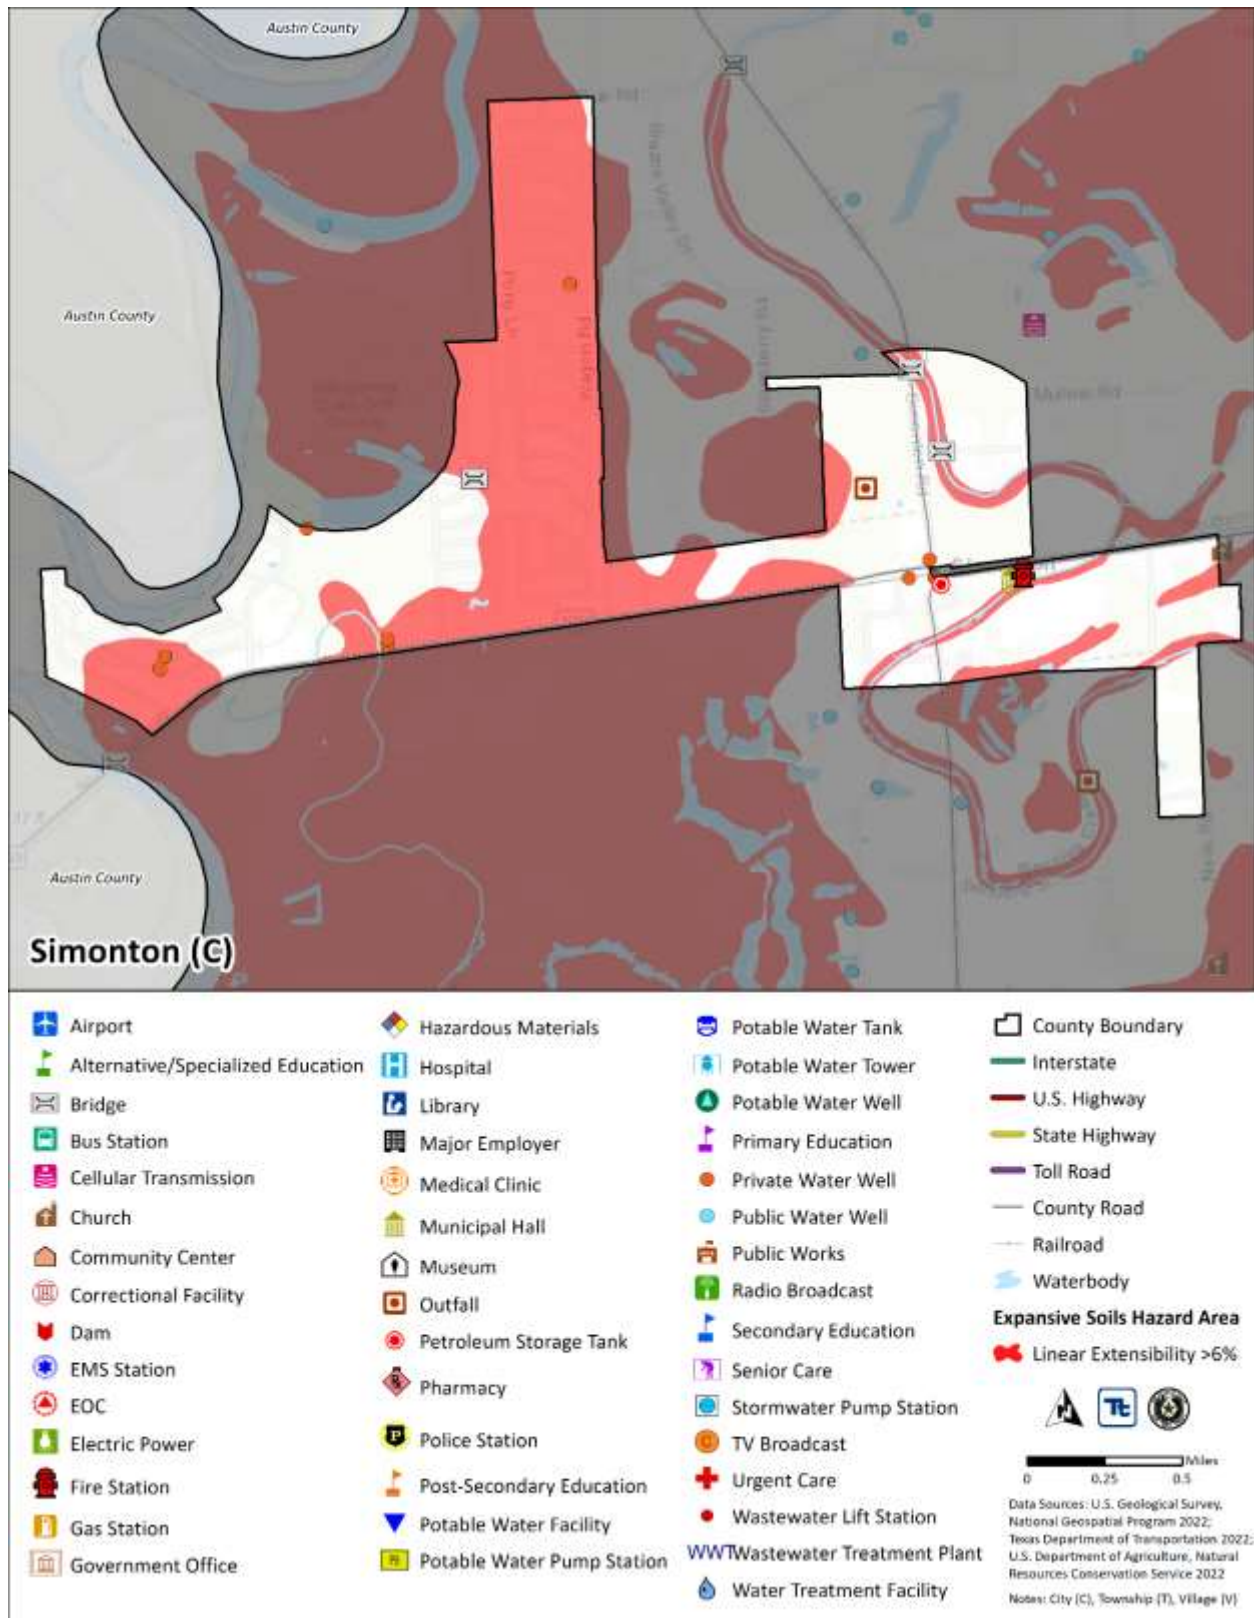 Austin County
Austin County
Austin County
Simonton (C)
Airport
Alternative/Specialized Education
Bridge
Bus Station
Cellular Transmission
Church
Community Center
Correctional Facility
Dam
EMS Station
EOC
Electric Power
Fire Station
Gas Station
Government Office
Hazardous Materials
Hospital
Library
Major Employer
Medical Clinic
Municipal Hall
Museum
Outfall
Petroleum Storage Tank
Pharmacy
Police Station
Post-Secondary Education
Potable Water Facility
Potable Water Pump Station
Potable Water Tank
Potable Water Tower
Potable Water Well
Primary Education
Private Water Well
Public Water Well
Public Works
Radio Broadcast
Secondary Education
Senior Care
Stormwater Pump Station
TV Broadcast
Urgent Care
Wastewater Lift Station
WWT Wastewater Treatment Plant
Water Treatment Facility
County Boundary
Interstate
U.S. Highway
State Highway
Toll Road
County Road
Railroad
Waterbody
Expansive Soils Hazard Area
Linear Extensibility >6%
Miles
0 0.25 0.5
Data Sources: U.S. Geological Survey,
National Geospatial Program 2022;
Texas Department of Transportation 2022;
U.S. Department of Agriculture, Natural
Resources Conservation Service 2022
Notes: City (C), Township (T), Village (V)